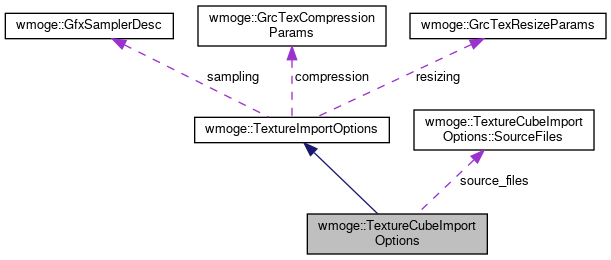 wmoge::GfxSamplerDesc
wmoge::GrcTexCompression
Params
wmoge::GrcTexResizeParams
sampling
compression
resizing
wmoge::TextureImportOptions
wmoge::TextureCubeImport
Options::SourceFiles
source_files
wmoge::TextureCubeImport
Options